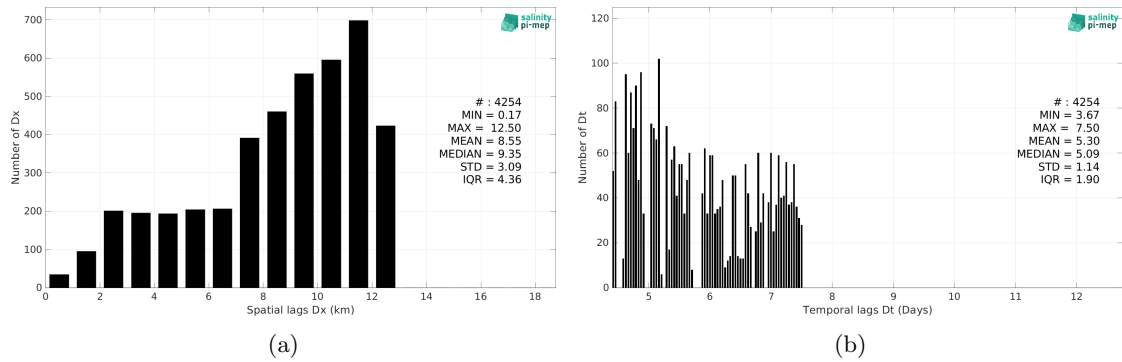 700
600
500
400
300
200
100
0
Number of Dx
0 2 4 6 8 10 12 14 16 18
Spatial lags Dx (km)
salinity
pi-mep
# : 4254
MIN = 0.17
MAX = 12.50
MEAN = 8.55
MEDIAN = 9.35
STD = 3.09
IQR = 4.36
(a)
120
100
80
60
40
20
0
Number of Dt
5 6 7 8 9 10 11 12
Temporal lags Dt (Days)
salinity
pi-mep
# : 4254
MIN = 3.67
MAX = 7.50
MEAN = 5.30
MEDIAN = 5.09
STD = 1.14
IQR = 1.90
(b)